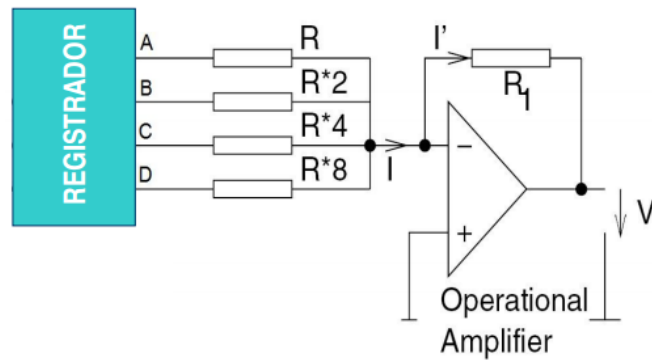 REGISTRADOR
A
R
B
R*2
C
R*4
D
R*8
I
I'
R1
−
+
V
Operational
Amplifier